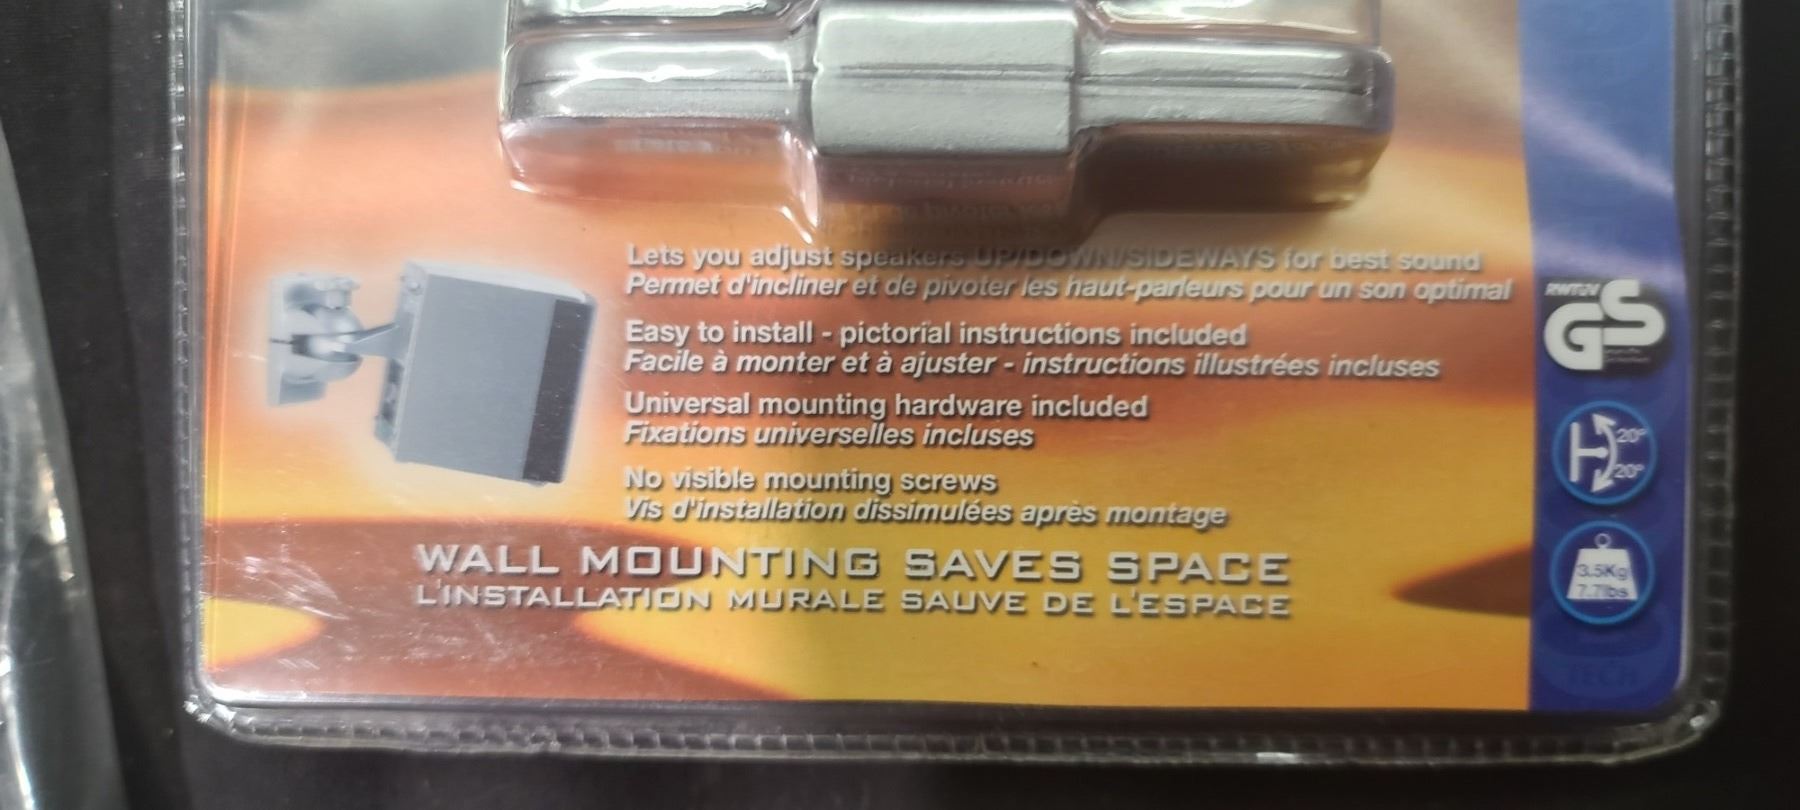 Lets you adjust speakers UP/DOWN/SIDEWAYS for best sound
Permet d'incliner et de pivoter les haut-parleurs pour un son optimal
Easy to install - pictorial instructions included
Facile à monter et à ajuster - instructions illustrées incluses
Universal mounting hardware included
Fixations universelles incluses
No visible mounting screws
Vis d'installation dissimulées après montage
WALL MOUNTING SAVES SPACE
L'INSTALLATION MURALE SAUVE DE L'ESPACE
RWTÜV
GS
20°
20°
3.5Kg
7.7lbs
TECH